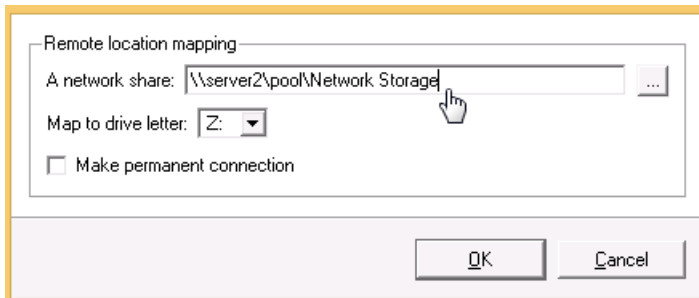 Remote location mapping
A network share: \\server2\pool\Network Storage ...
Map to drive letter: Z:
Make permanent connection
OK Cancel